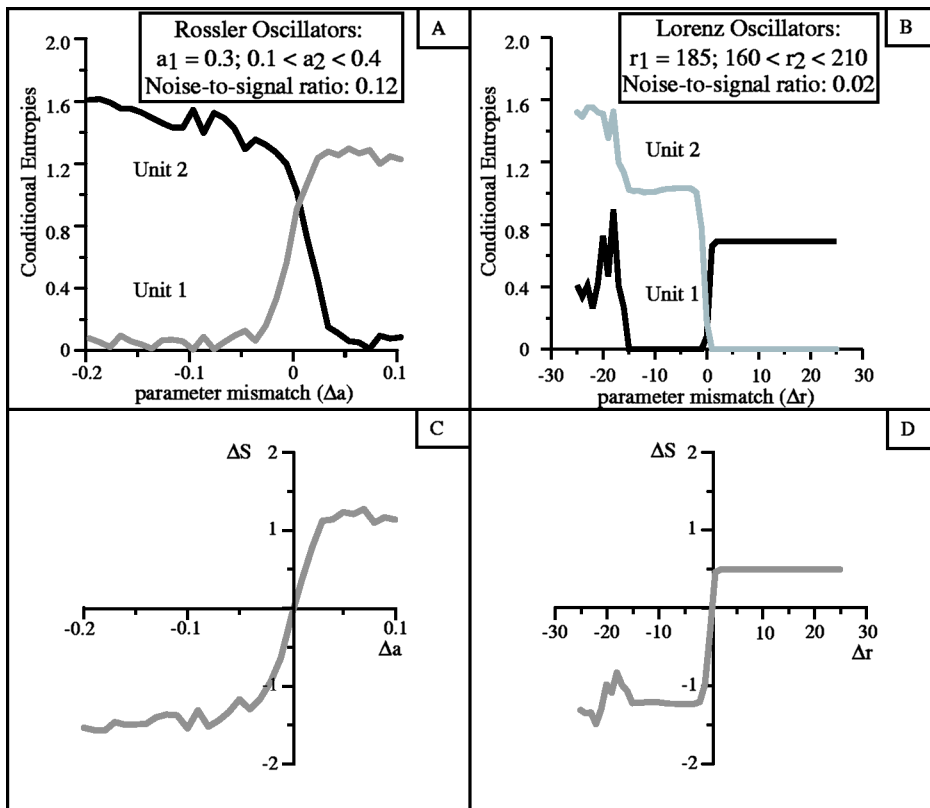 A
Rossler Oscillators:
a1 = 0.3; 0.1 < a2 < 0.4
Noise-to-signal ratio: 0.12
Conditional Entropies
2.0
1.6
1.2
0.8
0.4
0
Unit 2
Unit 1
-0.2 -0.1 0 0.1
parameter mismatch (Δa)
B
Lorenz Oscillators:
r1 = 185; 160 < r2 < 210
Noise-to-signal ratio: 0.02
Conditional Entropies
2.0
1.6
1.2
0.8
0.4
0
Unit 2
Unit 1
-30 -20 -10 0 10 20 30
parameter mismatch (Δr)
C
ΔS
2
1
-0.2 -0.1 0.1
Δa
-1
-2
D
ΔS
2
1
-30 -20 -10 10 20 30
Δr
-1
-2